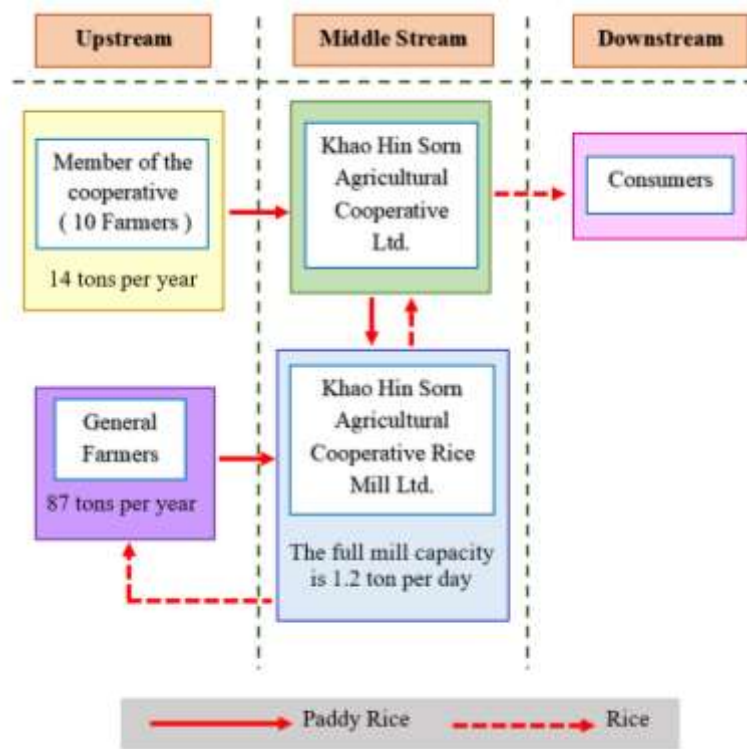 Upstream
Middle Stream
Downstream
Member of the
cooperative
( 10 Farmers )
14 tons per year
Khao Hin Sorn
Agricultural
Cooperative
Ltd.
Consumers
General
Farmers
87 tons per year
Khao Hin Sorn
Agricultural
Cooperative Rice
Mill Ltd.
The full mill capacity
is 1.2 ton per day
Paddy Rice
Rice